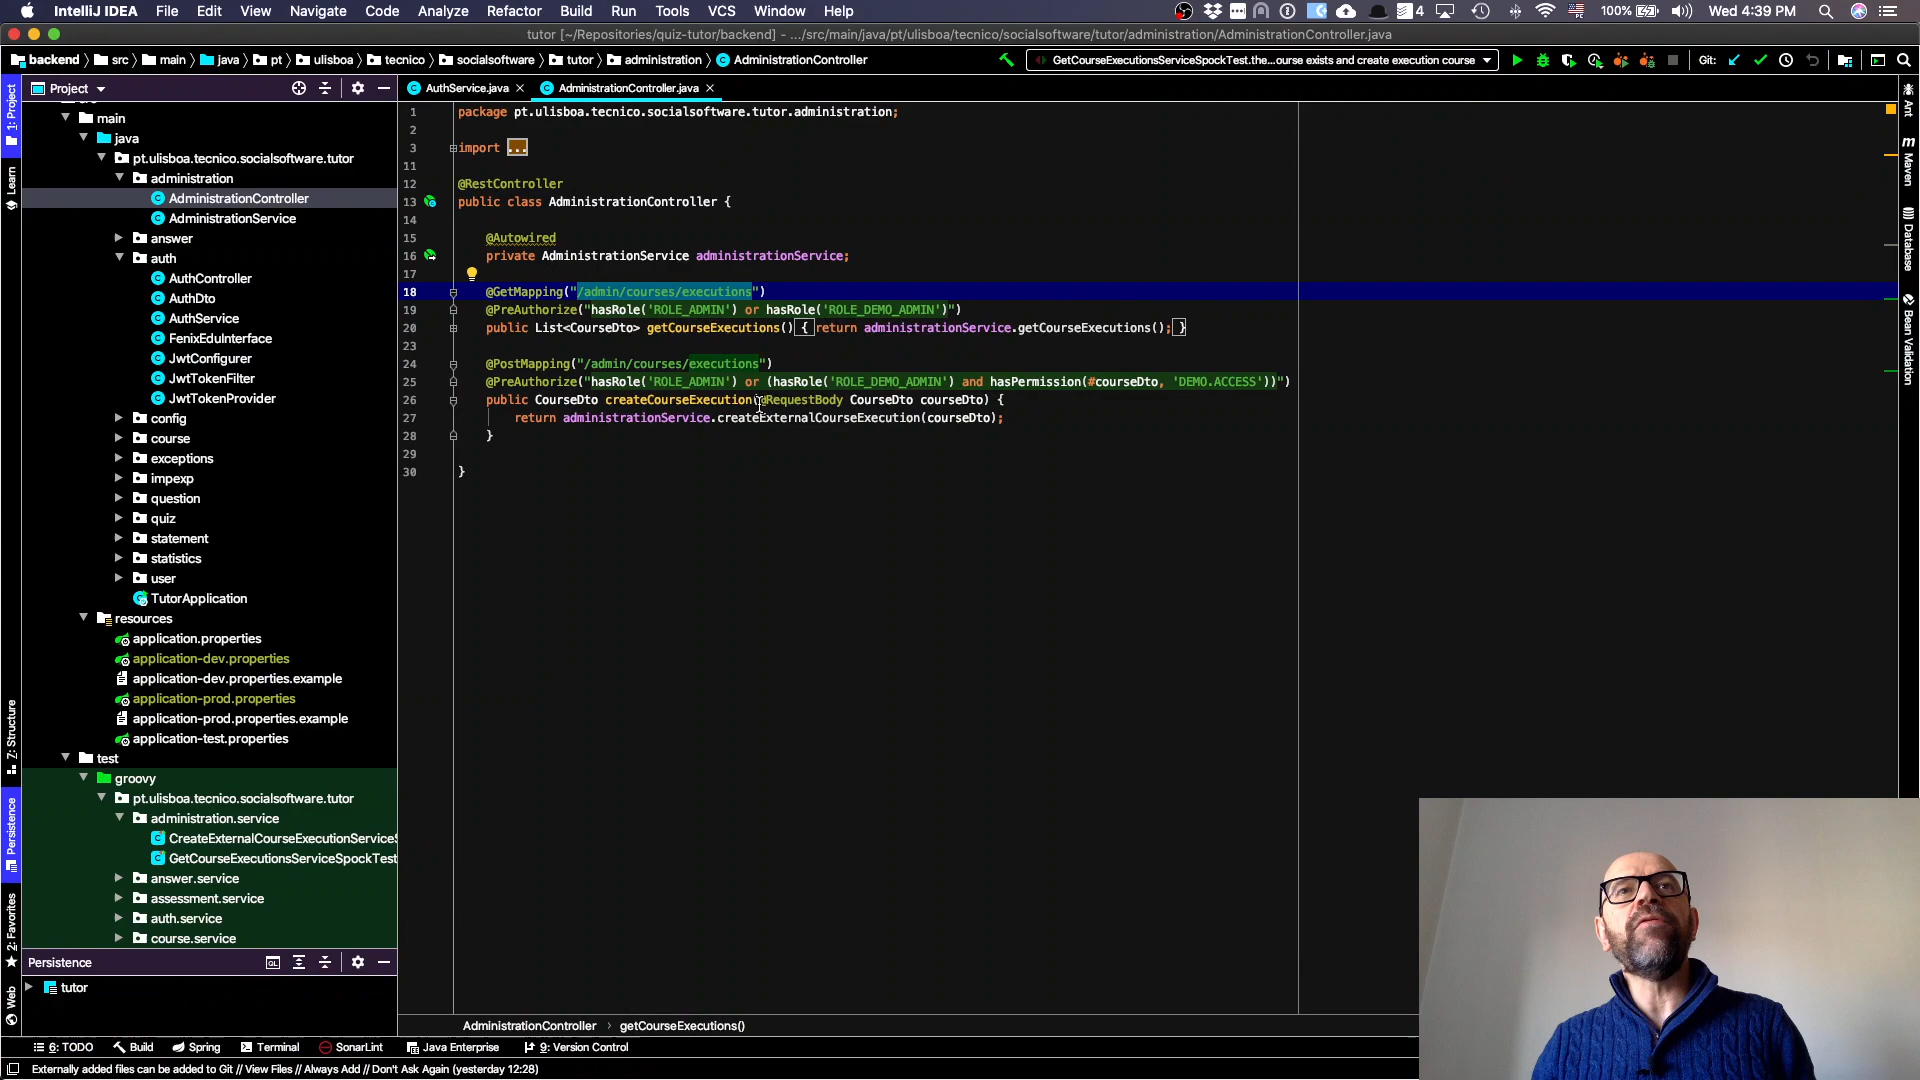 IntelliJ IDEA File Edit View Navigate Code Analyze Refactor Build Run Tools VCS Window Help 4 100% Wed 4:39 PM
tutor [~/Repositories/quiz-tutor/backend] - .../src/main/java/pt/ulisboa/tecnico/socialsoftware/tutor/administration/AdministrationController.java
backend src main java pt ulisboa tecnico socialsoftware tutor administration AdministrationController GetCourseExecutionsServiceSpockTest.the...ourse exists and create execution course Git:
1: Project
Learn
Z: Structure
Persistence
2: Favorites
Web
Project
main
java
pt.ulisboa.tecnico.socialsoftware.tutor
administration
AdministrationController
AdministrationService
answer
auth
AuthController
AuthDto
AuthService
FenixEduInterface
JwtConfigurer
JwtTokenFilter
JwtTokenProvider
config
course
exceptions
impexp
question
quiz
statement
statistics
user
TutorApplication
resources
application.properties
application-dev.properties
application-dev.properties.example
application-prod.properties
application-prod.properties.example
application-test.properties
test
groovy
pt.ulisboa.tecnico.socialsoftware.tutor
administration.service
CreateExternalCourseExecutionServiceS
GetCourseExecutionsServiceSpockTest
answer.service
assessment.service
auth.service
course.service
Persistence
tutor
AuthService.java AdministrationController.java
1 package pt.ulisboa.tecnico.socialsoftware.tutor.administration;
2
3 import ...
11
12 @RestController
13 public class AdministrationController {
14
15 @Autowired
16 private AdministrationService administrationService;
17
18 @GetMapping("/admin/courses/executions")
19 @PreAuthorize("hasRole('ROLE_ADMIN') or hasRole('ROLE_DEMO_ADMIN')")
20 public List<CourseDto> getCourseExecutions() { return administrationService.getCourseExecutions(); }
23
24 @PostMapping("/admin/courses/executions")
25 @PreAuthorize("hasRole('ROLE_ADMIN') or (hasRole('ROLE_DEMO_ADMIN') and hasPermission(#courseDto, 'DEMO.ACCESS'))")
26 public CourseDto createCourseExecution(@RequestBody CourseDto courseDto) {
27 return administrationService.createExternalCourseExecution(courseDto);
28 }
29
30 }
Ant
Maven
Database
Bean Validation
AdministrationController › getCourseExecutions()
6: TODO Build Spring Terminal SonarLint Java Enterprise 9: Version Control
Externally added files can be added to Git // View Files // Always Add // Don't Ask Again (yesterday 12:28)